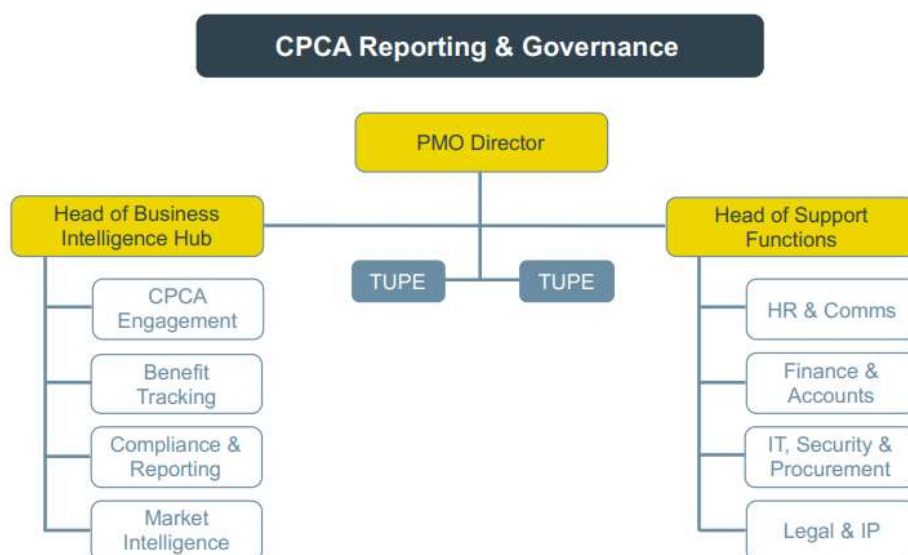 CPCA Reporting & Governance
PMO Director
Head of Business
Intelligence Hub
Head of Support
Functions
TUPE
TUPE
CPCA
Engagement
Benefit
Tracking
Compliance &
Reporting
Market
Intelligence
HR & Comms
Finance &
Accounts
IT, Security &
Procurement
Legal & IP